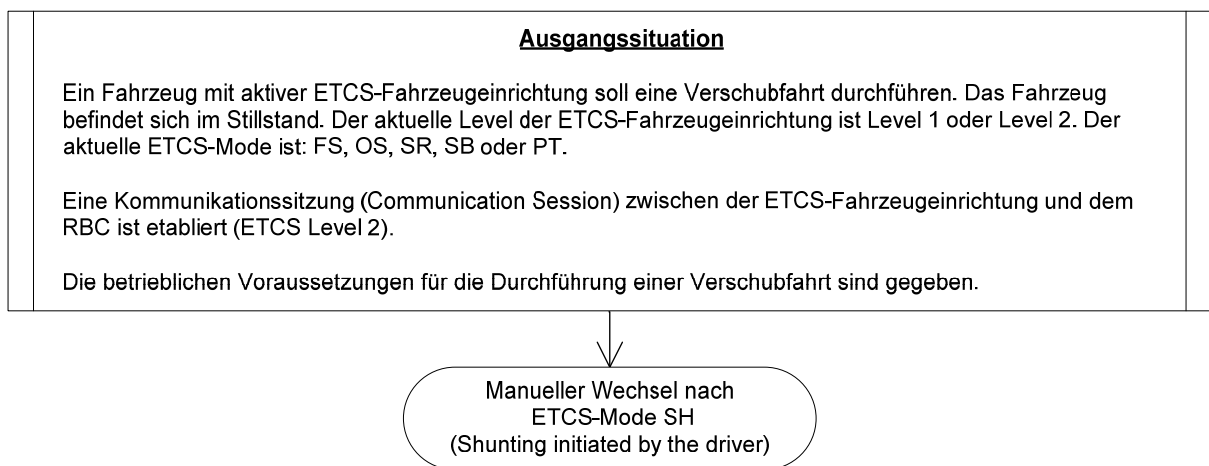 Ausgangssituation
Ein Fahrzeug mit aktiver ETCS-Fahrzeugeinrichtung soll eine Verschubfahrt durchführen. Das Fahrzeug
befindet sich im Stillstand. Der aktuelle Level der ETCS-Fahrzeugeinrichtung ist Level 1 oder Level 2. Der
aktuelle ETCS-Mode ist: FS, OS, SR, SB oder PT.
Eine Kommunikationssitzung (Communication Session) zwischen der ETCS-Fahrzeugeinrichtung und dem
RBC ist etabliert (ETCS Level 2).
Die betrieblichen Voraussetzungen für die Durchführung einer Verschubfahrt sind gegeben.
Manueller Wechsel nach
ETCS-Mode SH
(Shunting initiated by the driver)